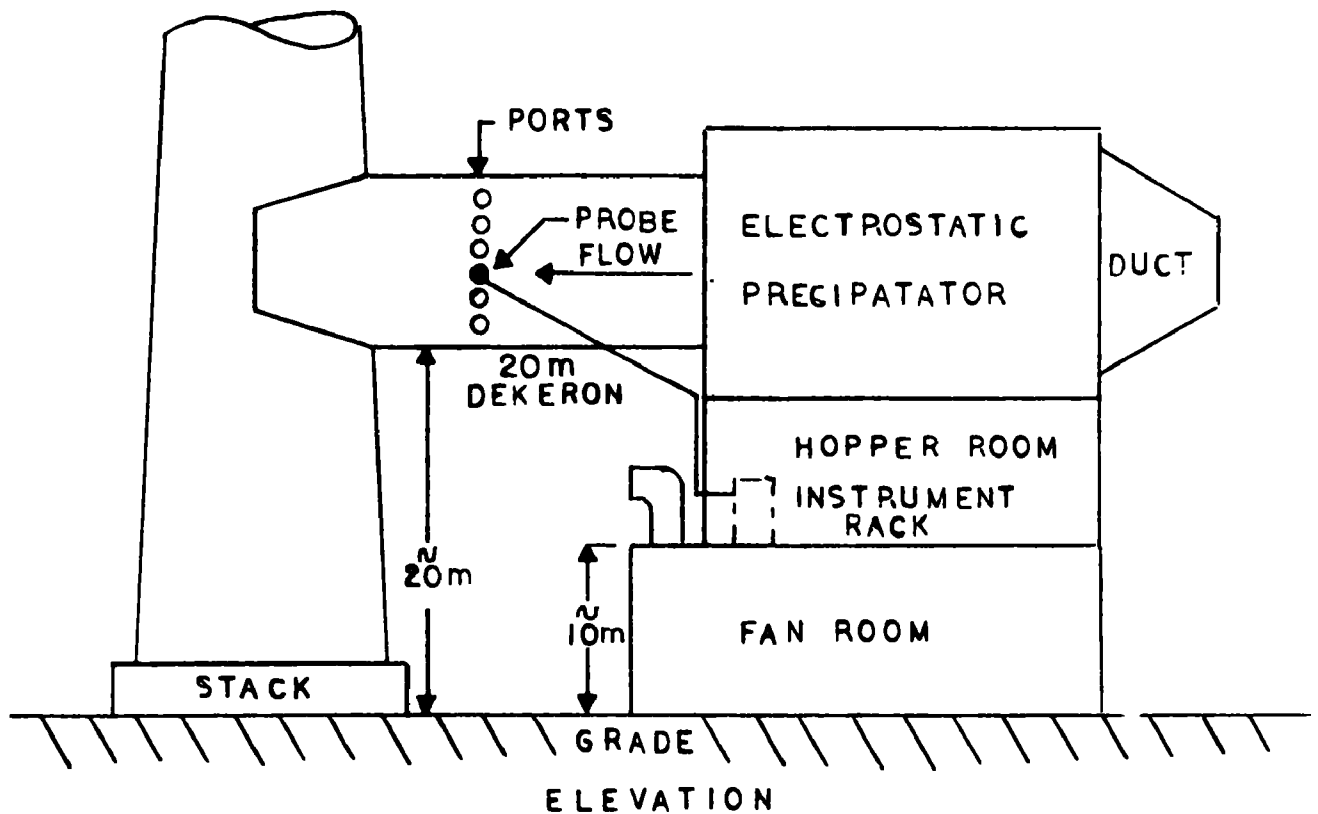 PORTS
PROBE
FLOW
ELECTROSTATIC
PRECIPATATOR
DUCT
20m
DEKERON
HOPPER ROOM
INSTRUMENT
RACK
~
20m
~
10m
FAN ROOM
STACK
GRADE
ELEVATION